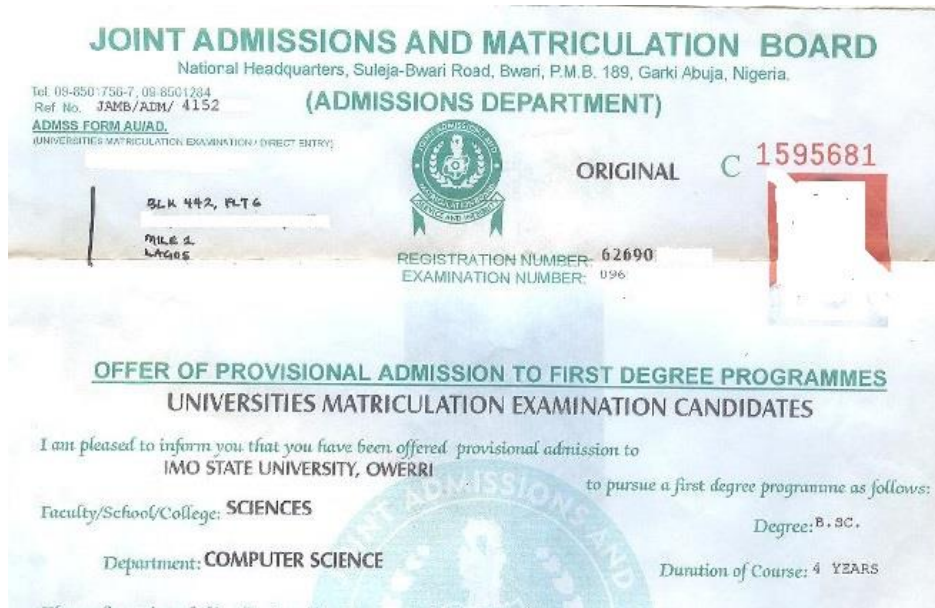 JOINT ADMISSIONS AND MATRICULATION BOARD
National Headquarters, Suleja-Bwari Road, Bwari, P.M.B. 189, Garki Abuja, Nigeria.
Tel: 09-8501756-7, 09-8501284
Ref No. JAMB/ADM/ 4152
(ADMISSIONS DEPARTMENT)
ADMSS FORM AU/AD.
(UNIVERSITIES MATRICULATION EXAMINATION / DIRECT ENTRY)
ORIGINAL C 1595681
BLK 442, FLT 6
MILE 2
LAGOS
REGISTRATION NUMBER: 62690
EXAMINATION NUMBER: 096
OFFER OF PROVISIONAL ADMISSION TO FIRST DEGREE PROGRAMMES
UNIVERSITIES MATRICULATION EXAMINATION CANDIDATES
I am pleased to inform you that you have been offered provisional admission to
IMO STATE UNIVERSITY, OWERRI
to pursue a first degree programme as follows:
Faculty/School/College: SCIENCES
Degree: B.SC.
Department: COMPUTER SCIENCE
Duration of Course: 4 YEARS